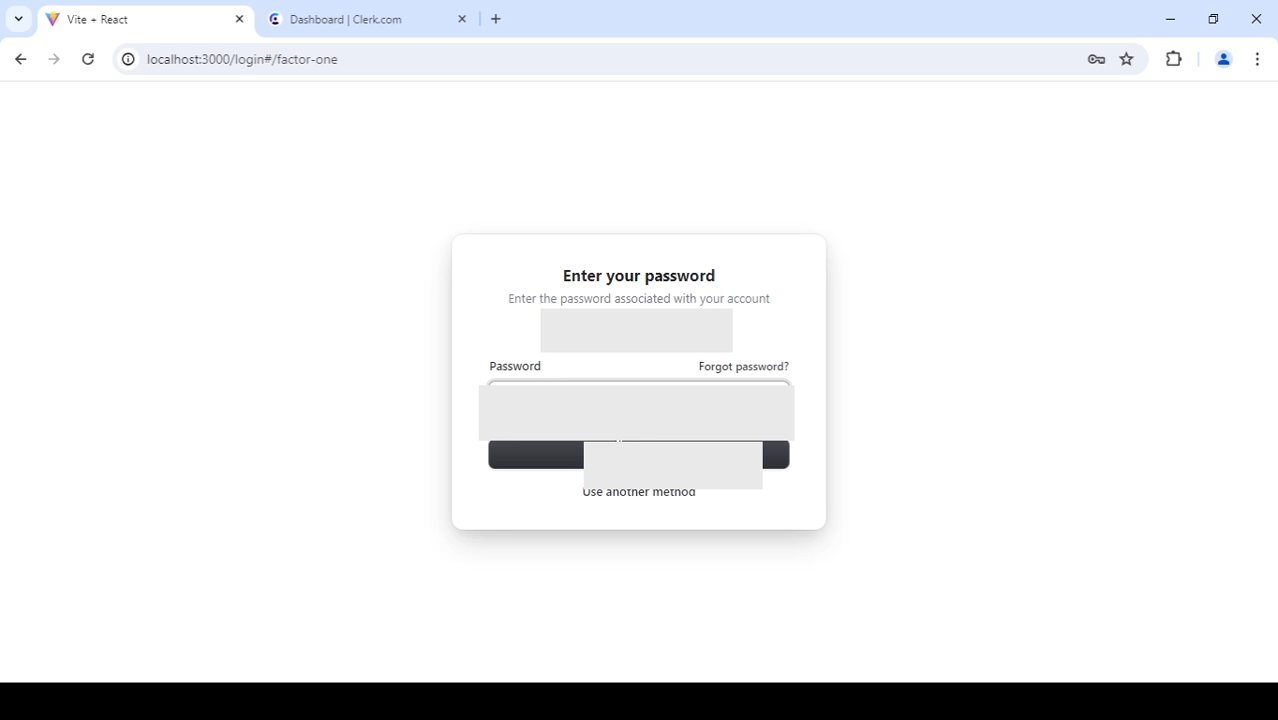 Vite + React
Dashboard | Clerk.com
localhost:3000/login#/factor-one
Enter your password
Enter the password associated with your account
Password
Forgot password?
Use another method